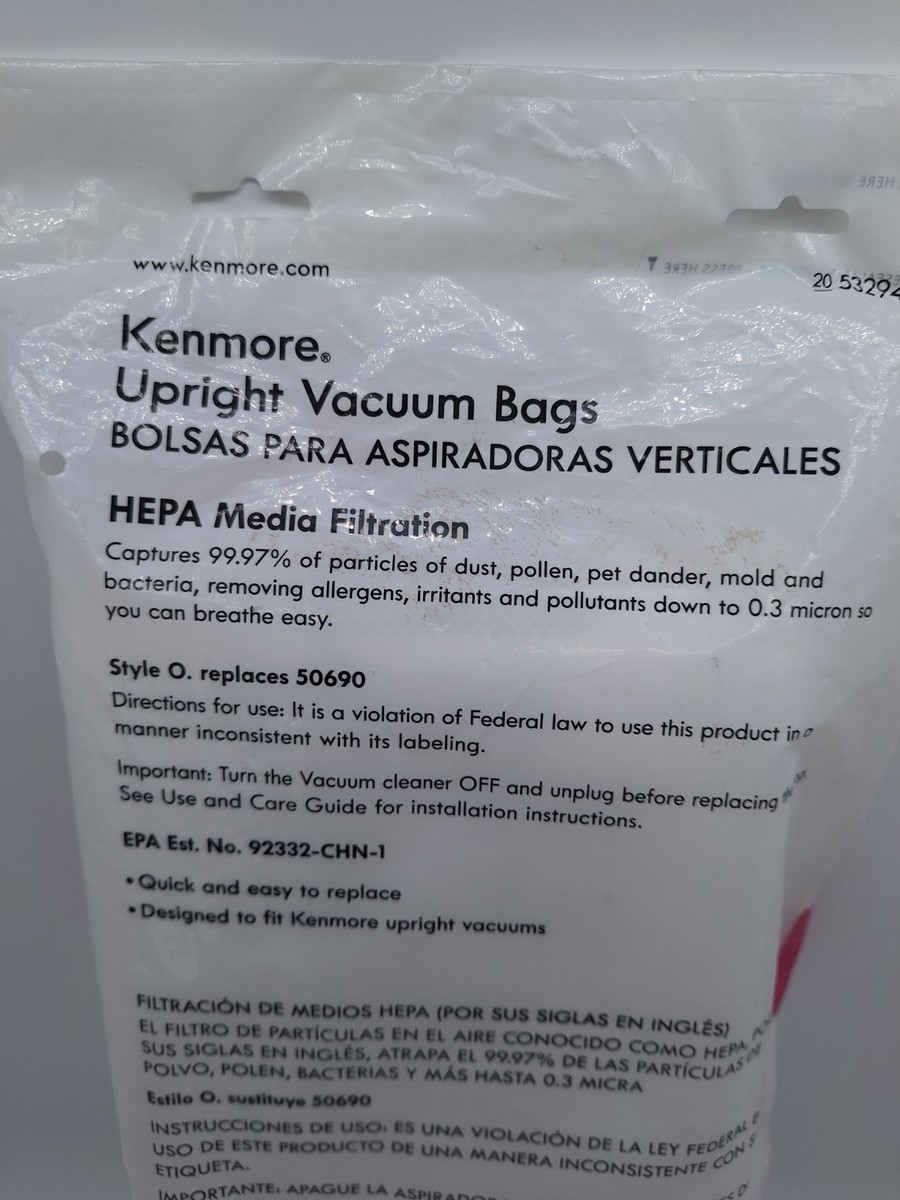 www.kenmore.com
PRESS HERE
HERE
20 53294
Kenmore®
Upright Vacuum Bags
BOLSAS PARA ASPIRADORAS VERTICALES
HEPA Media Filtration
Captures 99.97% of particles of dust, pollen, pet dander, mold and
bacteria, removing allergens, irritants and pollutants down to 0.3 micron so
you can breathe easy.
Style O. replaces 50690
Directions for use: It is a violation of Federal law to use this product in a
manner inconsistent with its labeling.
Important: Turn the Vacuum cleaner OFF and unplug before replacing
See Use and Care Guide for installation instructions.
EPA Est. No. 92332-CHN-1
• Quick and easy to replace
• Designed to fit Kenmore upright vacuums
FILTRACIÓN DE MEDIOS HEPA (POR SUS SIGLAS EN INGLÉS)
EL FILTRO DE PARTÍCULAS EN EL AIRE CONOCIDO COMO HEPA,
SUS SIGLAS EN INGLÉS, ATRAPA EL 99.97% DE LAS PARTÍCULAS DE
POLVO, POLEN, BACTERIAS Y MÁS HASTA 0.3 MICRA
Estilo O. sustituye 50690
INSTRUCCIONES DE USO: ES UNA VIOLACIÓN DE LA LEY FEDERAL
USO DE ESTE PRODUCTO DE UNA MANERA INCONSISTENTE CON
ETIQUETA.
IMPORTANTE: APAGUE LA